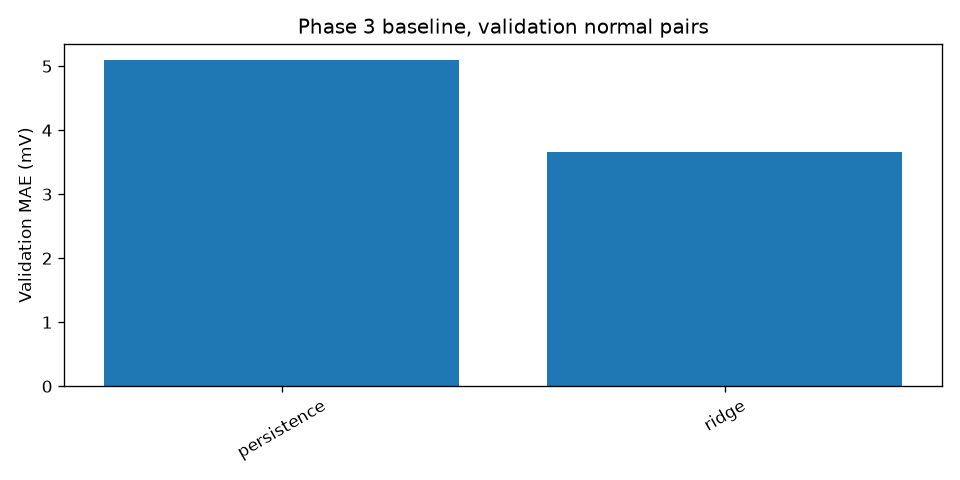 Phase 3 baseline, validation normal pairs
Validation MAE (mV)
5
4
3
2
1
0
persistence
ridge